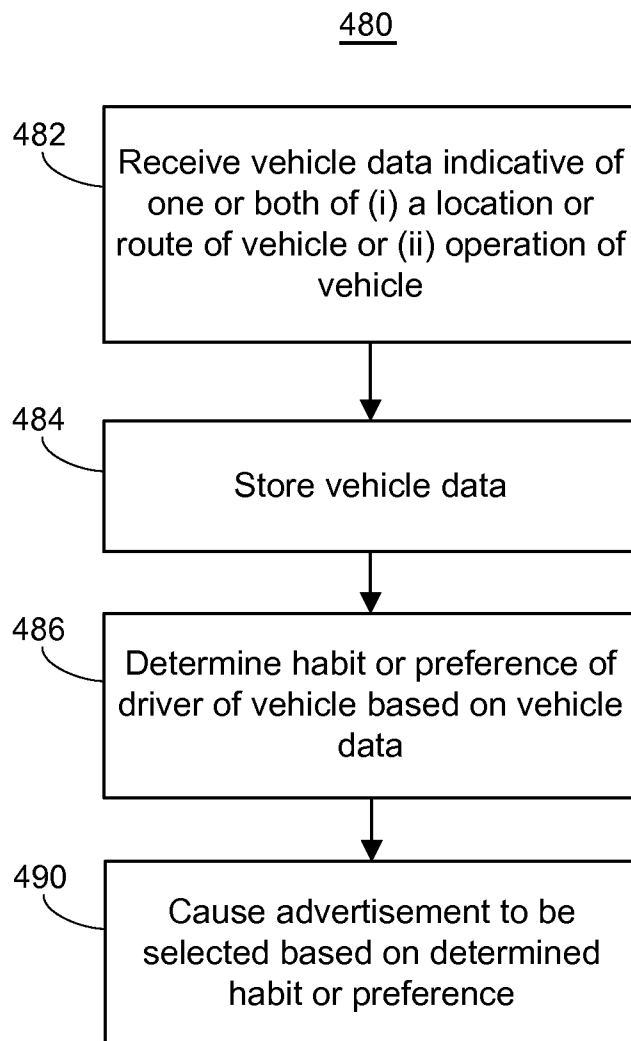 480
482
Receive vehicle data indicative of
one or both of (i) a location or
route of vehicle or (ii) operation of
vehicle
484
Store vehicle data
486
Determine habit or preference of
driver of vehicle based on vehicle
data
490
Cause advertisement to be
selected based on determined
habit or preference